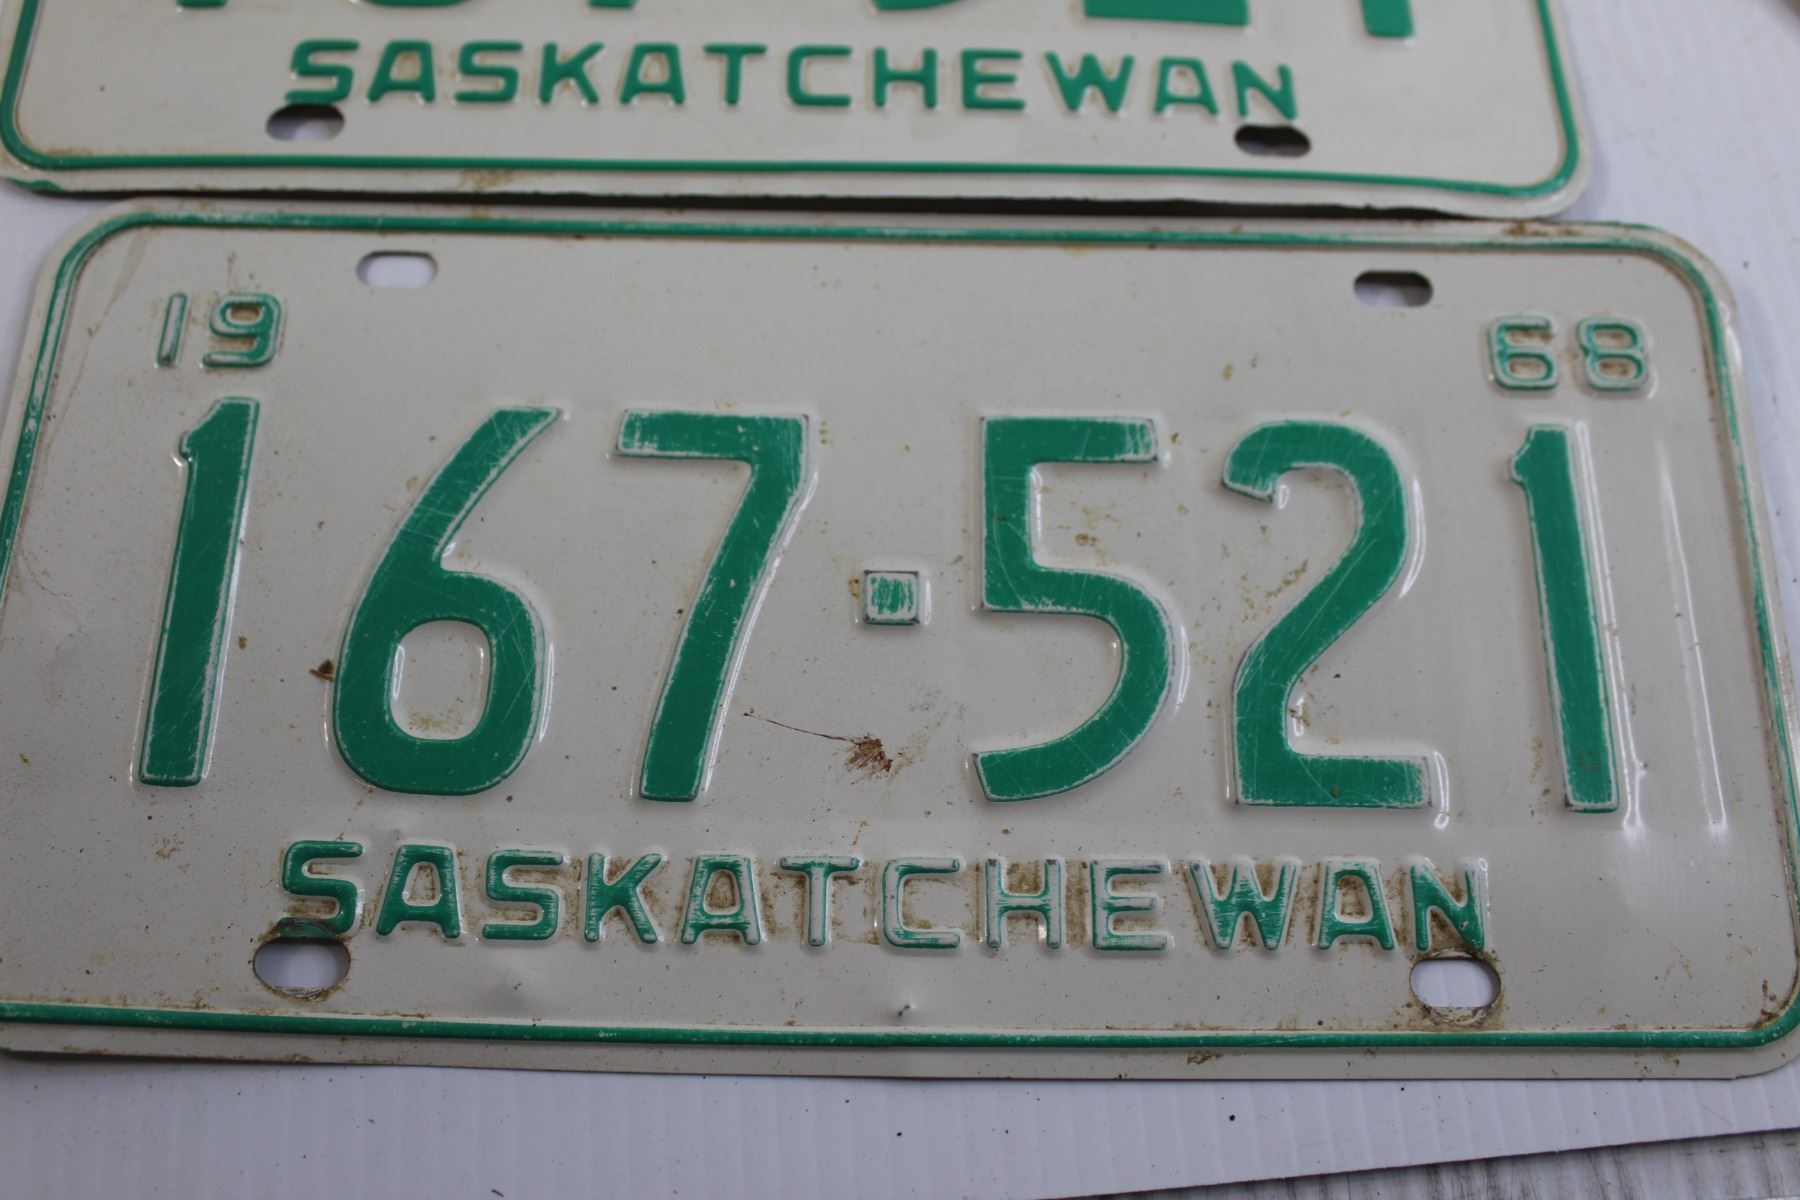 SASKATCHEWAN
19 68
167·521
SASKATCHEWAN